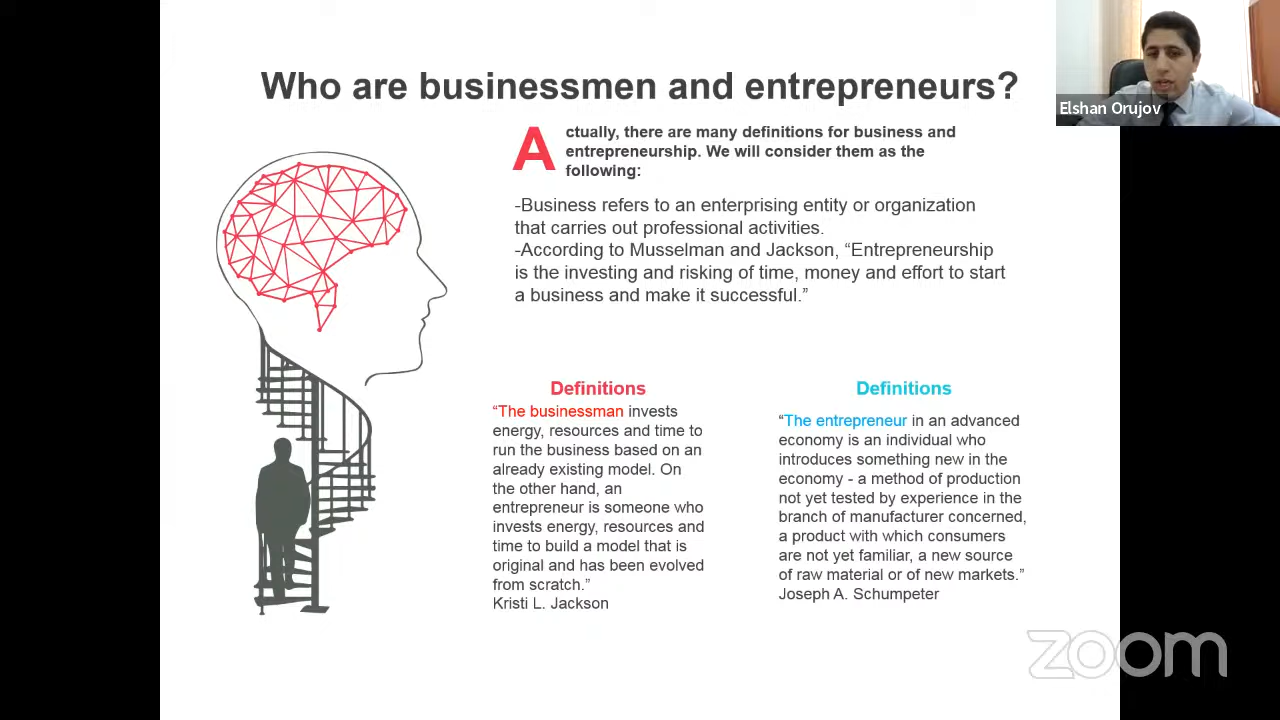 Who are businessmen and entrepreneurs?
Elshan Orujov
Actually, there are many definitions for business and
entrepreneurship. We will consider them as the
following:
-Business refers to an enterprising entity or organization
that carries out professional activities.
-According to Musselman and Jackson, “Entrepreneurship
is the investing and risking of time, money and effort to start
a business and make it successful.”
Definitions
“The businessman invests
energy, resources and time to
run the business based on an
already existing model. On
the other hand, an
entrepreneur is someone who
invests energy, resources and
time to build a model that is
original and has been evolved
from scratch.”
Kristi L. Jackson
Definitions
“The entrepreneur in an advanced
economy is an individual who
introduces something new in the
economy - a method of production
not yet tested by experience in the
branch of manufacturer concerned,
a product with which consumers
are not yet familiar, a new source
of raw material or of new markets.”
Joseph A. Schumpeter
zoom